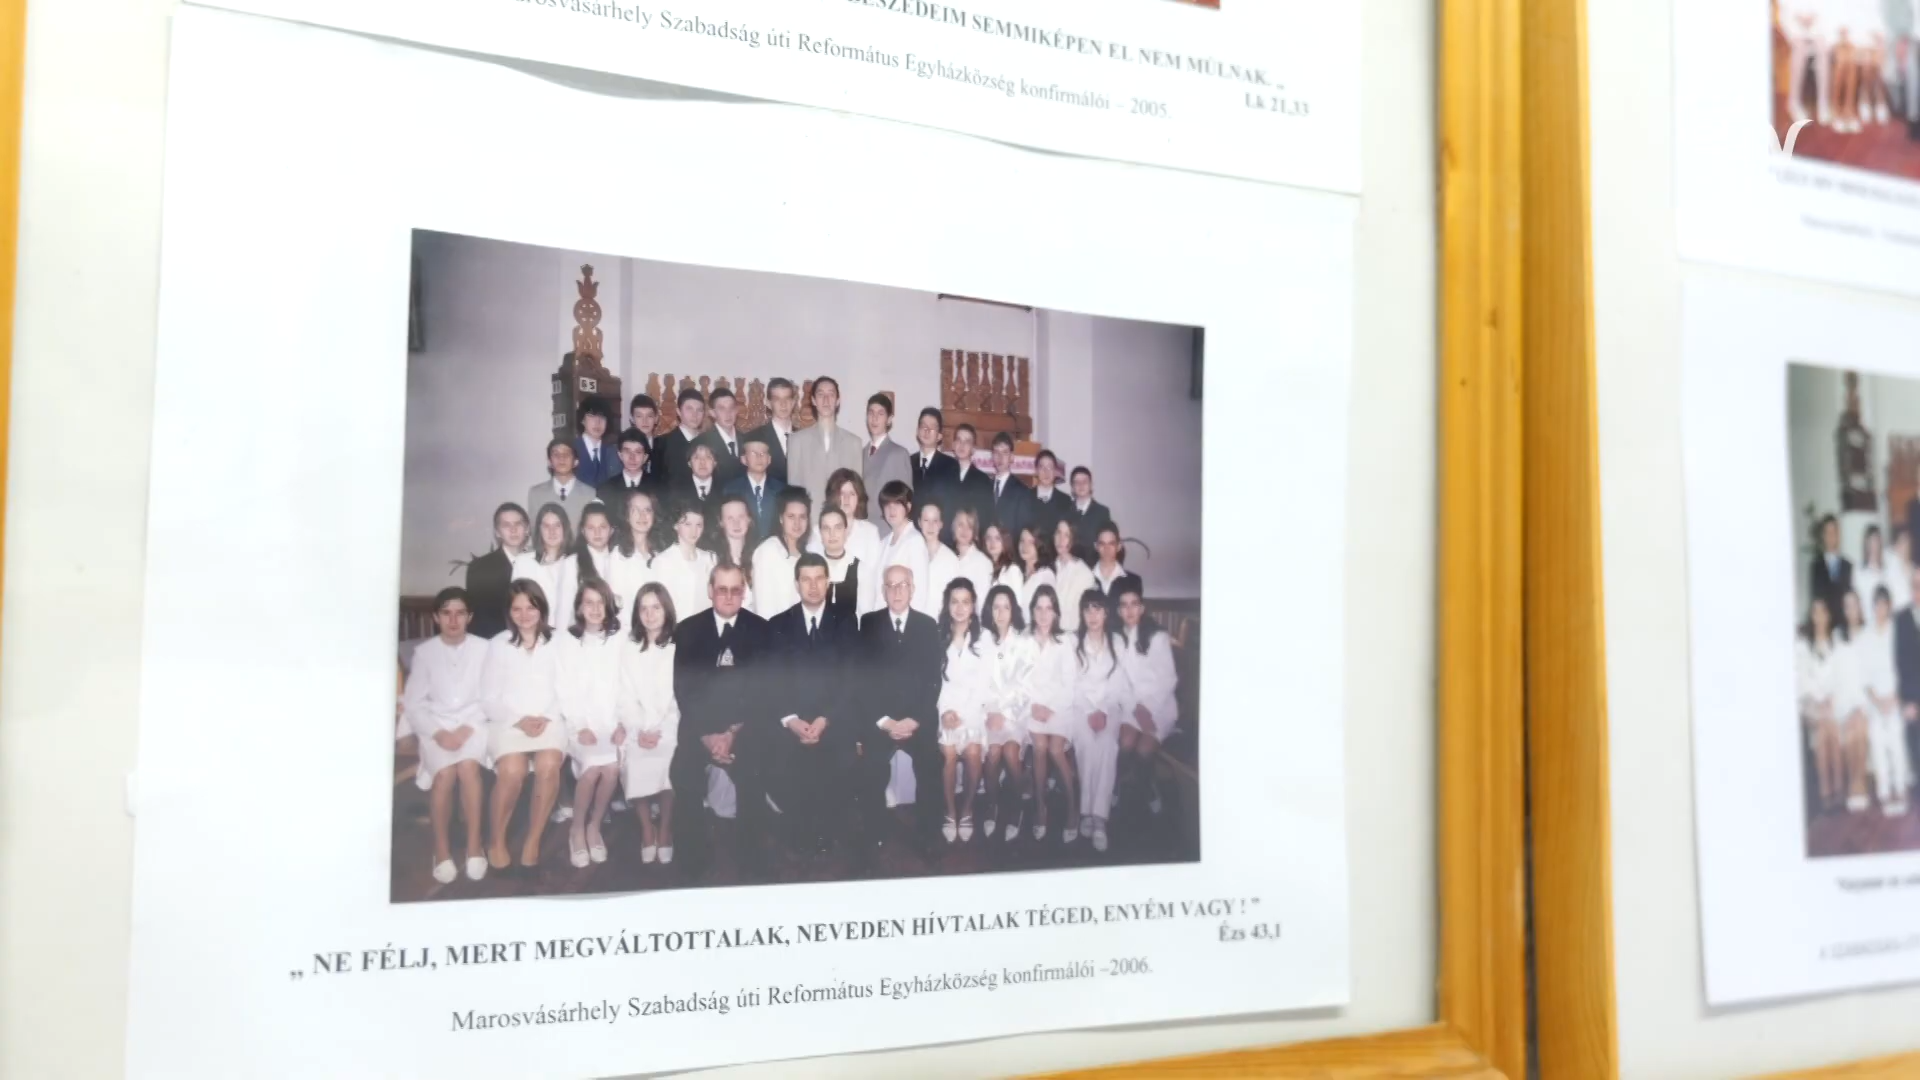 BESZÉDEIM SEMMIKÉPEN EL NEM MÚLNAK. „
Lk 21,33
Marosvásárhely Szabadság úti Református Egyházközség konfirmálói – 2005.
„ NE FÉLJ, MERT MEGVÁLTOTTALAK, NEVEDEN HÍVTALAK TÉGED, ENYÉM VAGY ! ”
Ézs 43,1
Marosvásárhely Szabadság úti Református Egyházközség konfirmálói –2006.